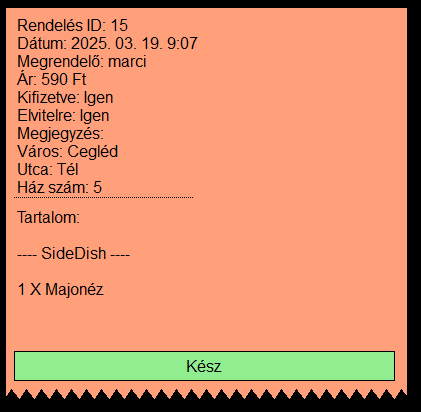 Rendelés ID: 15
Dátum: 2025. 03. 19. 9:07
Megrendelő: marci
Ár: 590 Ft
Kifizetve: Igen
Elvitelre: Igen
Megjegyzés:
Város: Cegléd
Utca: Tél
Ház szám: 5
Tartalom:
---- SideDish ----
1 X Majonéz
Kész